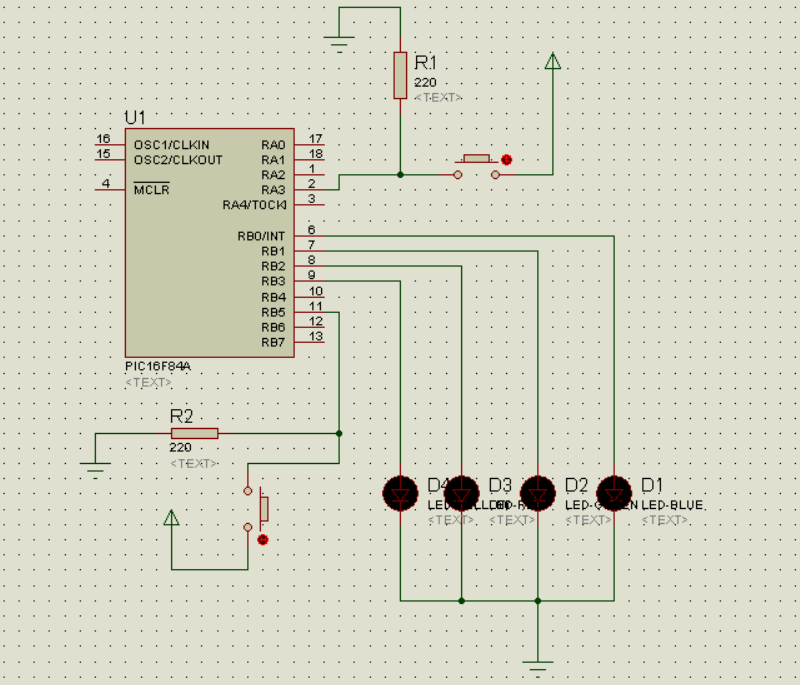 R1
220
<TEXT>
U1
16 OSC1/CLKIN RA0 17
15 OSC2/CLKOUT RA1 18
RA2 1
4 MCLR RA3 2
RA4/T0CKI 3
RB0/INT 6
RB1 7
RB2 8
RB3 9
RB4 10
RB5 11
RB6 12
RB7 13
PIC16F84A
<TEXT>
R2
220
<TEXT>
D4 D3 D2 D1
LED-BLUE
<TEXT> <TEXT> <TEXT> <TEXT>